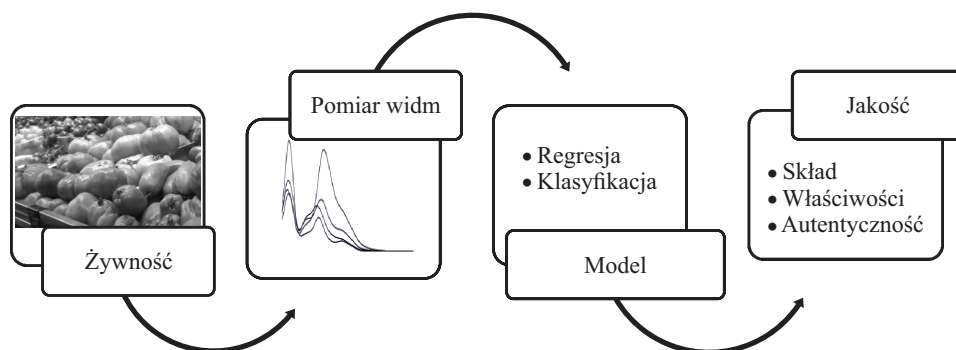 Żywność
Pomiar widm
• Regresja
• Klasyfikacja
Model
Jakość
• Skład
• Właściwości
• Autentyczność